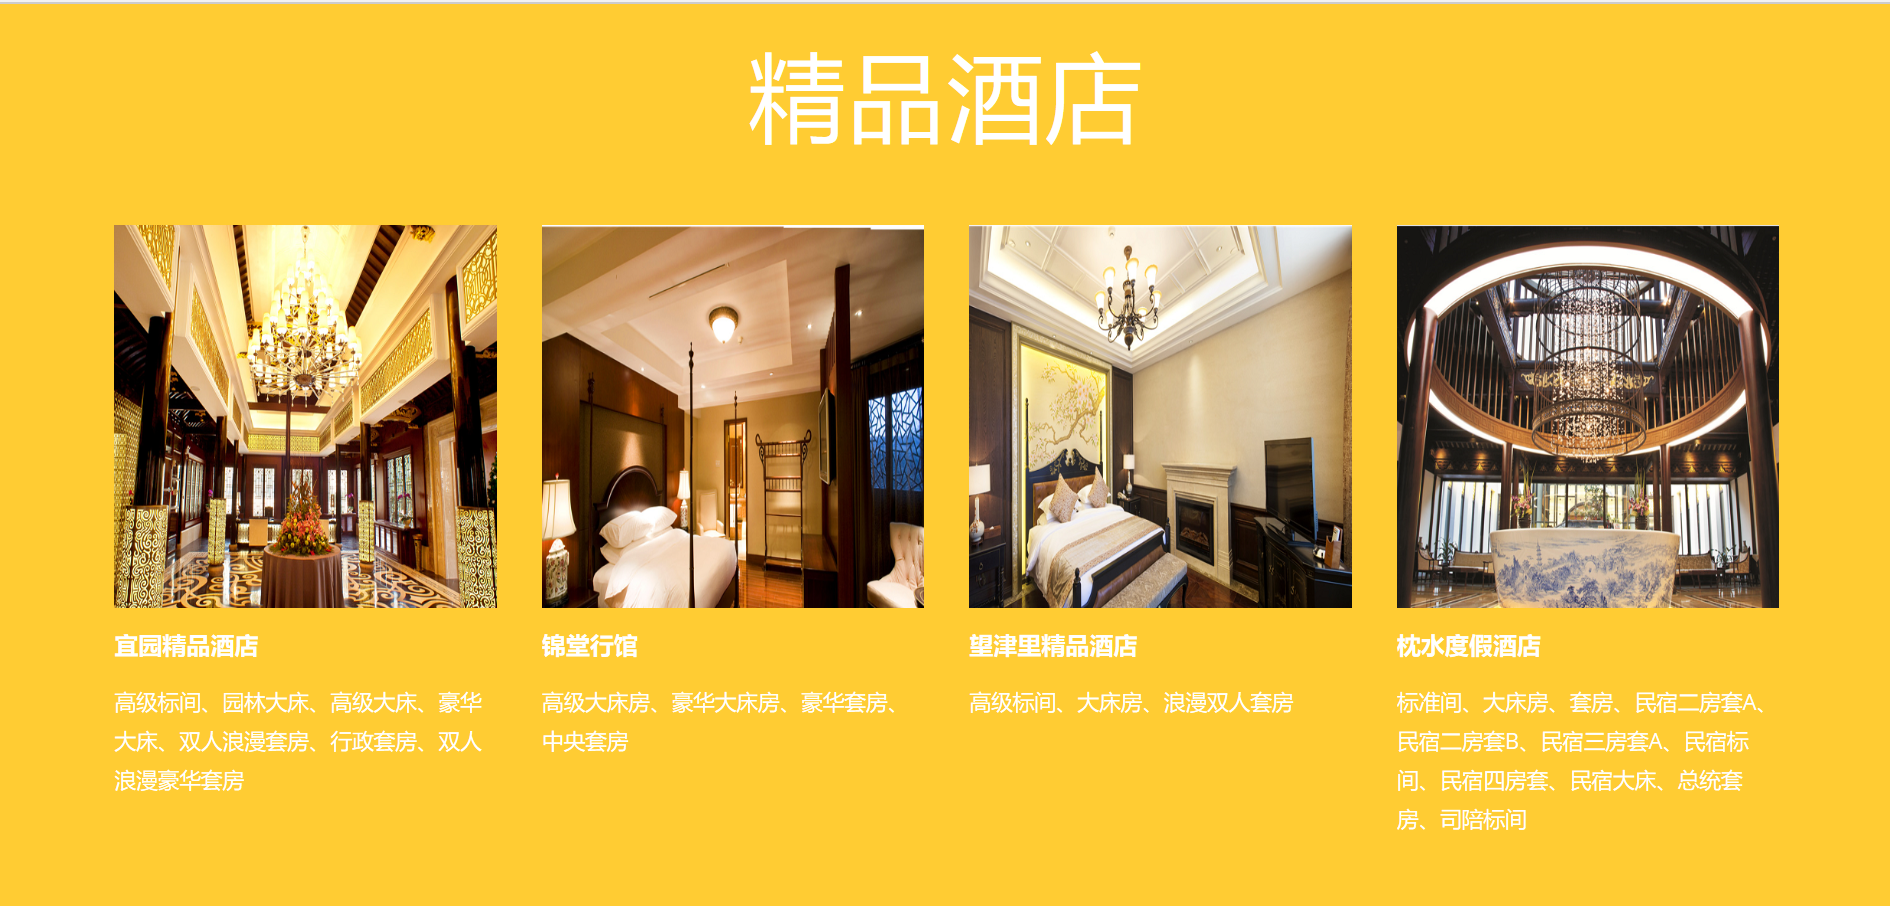 精品酒店
宜园精品酒店
高级标间、园林大床、高级大床、豪华
大床、双人浪漫套房、行政套房、双人
浪漫豪华套房
锦堂行馆
高级大床房、豪华大床房、豪华套房、
中央套房
望津里精品酒店
高级标间、大床房、浪漫双人套房
枕水度假酒店
标准间、大床房、套房、民宿二房套A、
民宿二房套B、民宿三房套A、民宿标
间、民宿四房套、民宿大床、总统套
房、司陪标间